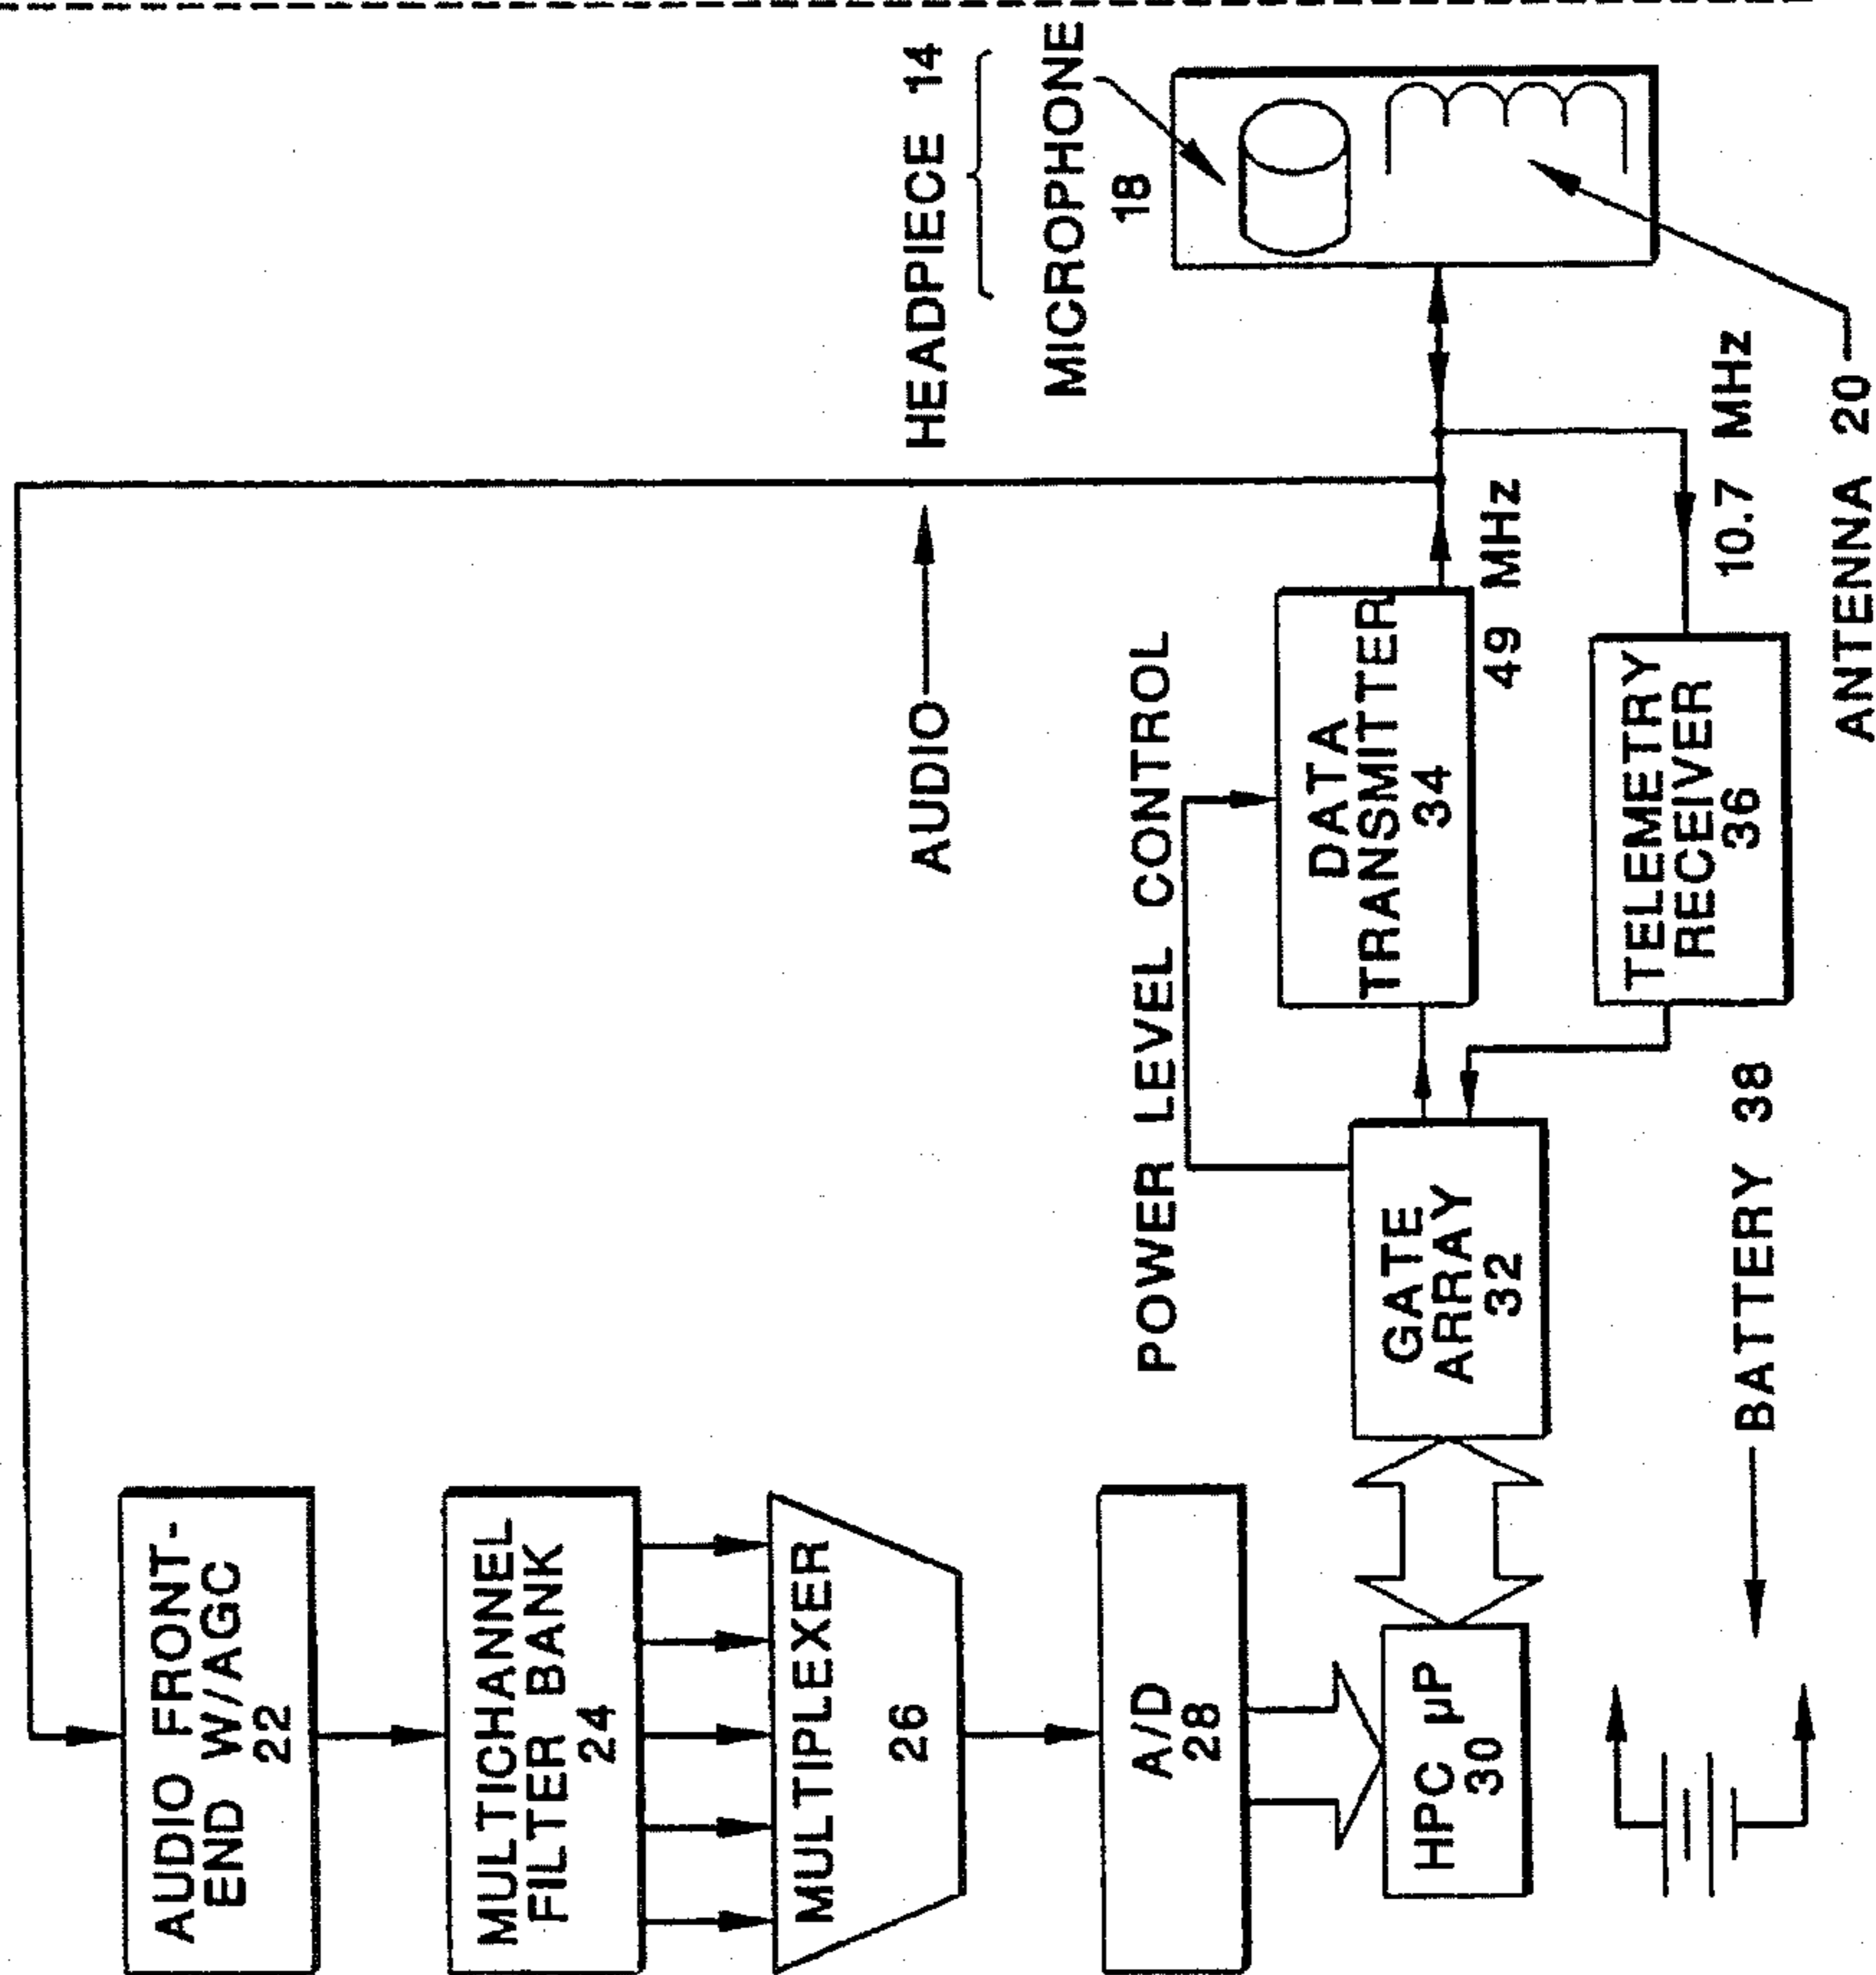 AUDIO FRONT-
END W/AGC
22
MULTICHANNEL
FILTER BANK
24
MULTIPLEXER
26
A/D
28
HPC µP
30
HEADPIECE 14
MICROPHONE
18
AUDIO
POWER LEVEL CONTROL
DATA
TRANSMITTER
34
49 MHz
GATE
ARRAY
32
TELEMETRY
RECEIVER
36
10.7 MHz
BATTERY 38
ANTENNA 20